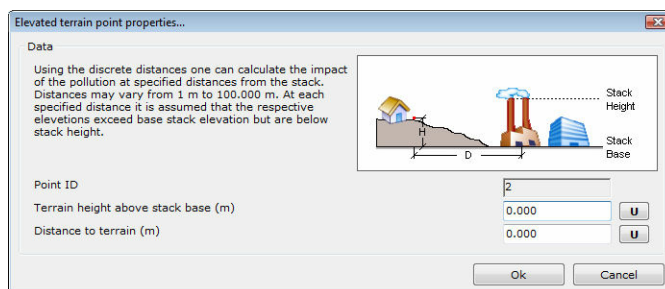 Elevated terrain point properties...
Data
Using the discrete distances one can calculate the impact
of the pollution at specified distances from the stack.
Distances may vary from 1 m to 100.000 m. At each
specified distance it is assumed that the respective
elevetions exceed base stack elevation but are below
stack height.
Stack
Height
H
Stack
Base
D
Point ID
2
Terrain height above stack base (m)
0.000
U
Distance to terrain (m)
0.000
U
Ok
Cancel